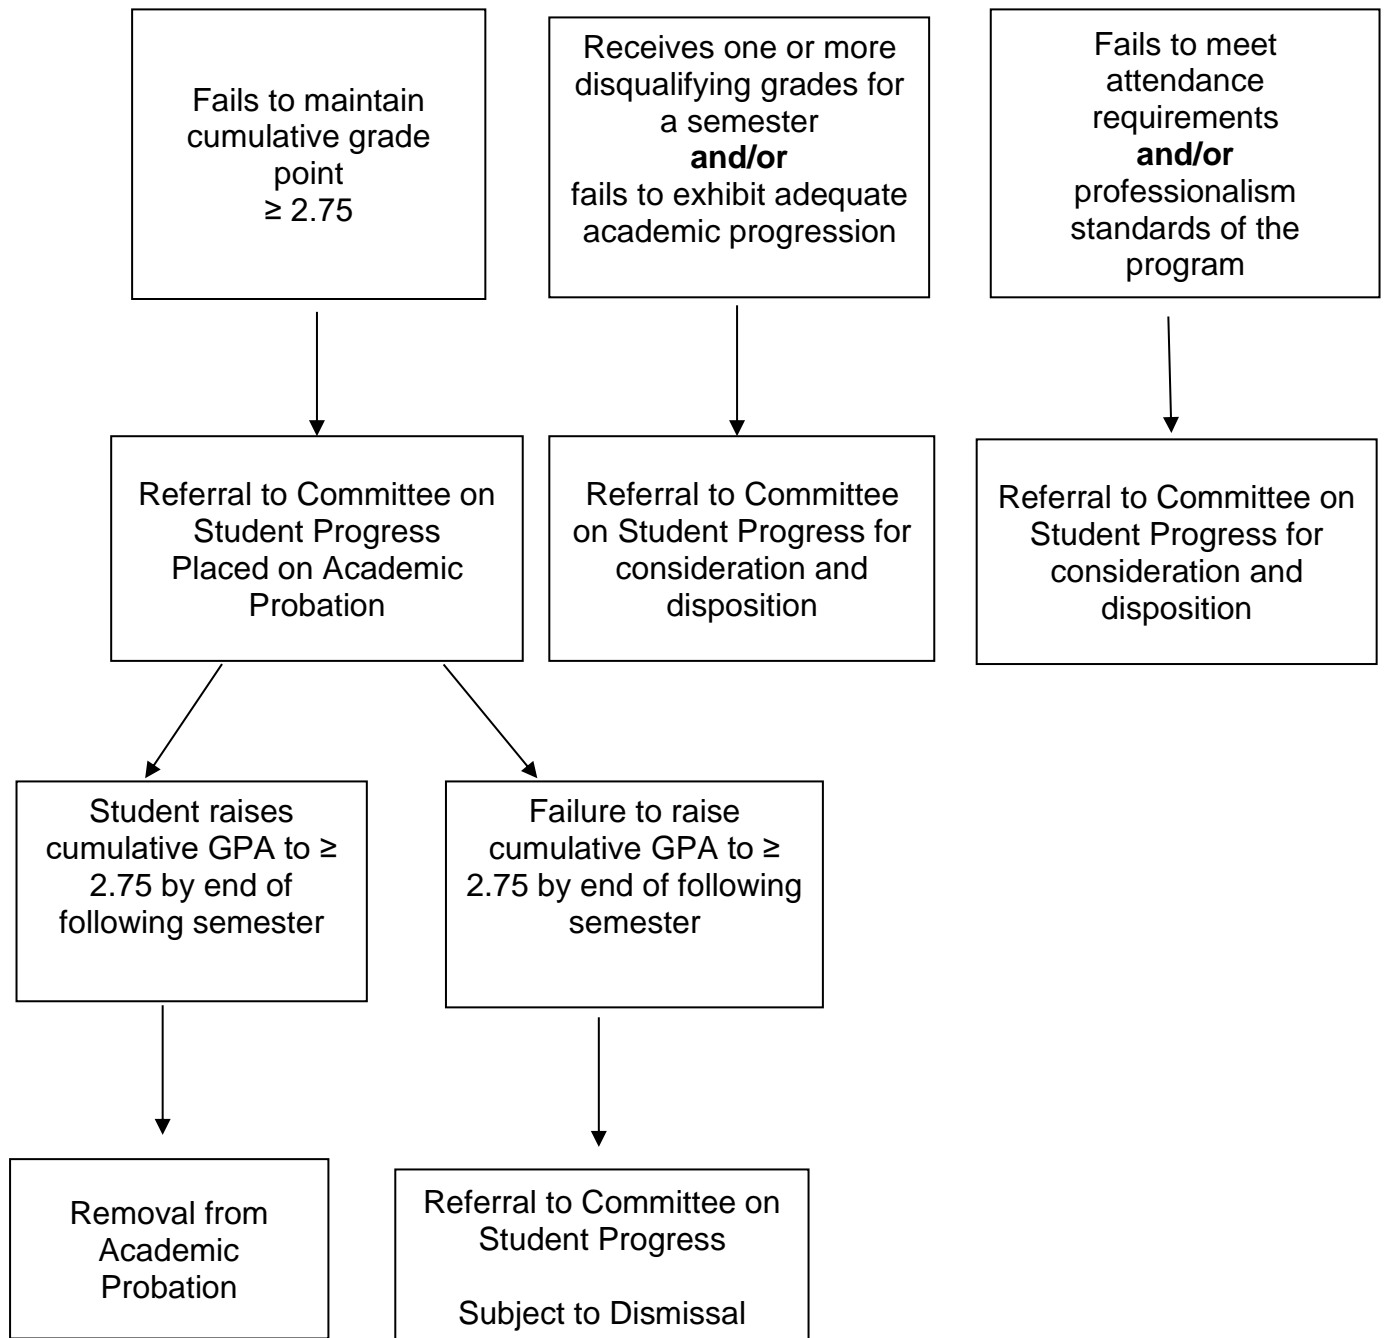 Fails to maintain
cumulative grade
point
≥ 2.75
Receives one or more
disqualifying grades for
a semester
and/or
fails to exhibit adequate
academic progression
Fails to meet
attendance
requirements
and/or
professionalism
standards of the
program
Referral to Committee on
Student Progress
Placed on Academic
Probation
Referral to Committee
on Student Progress for
consideration and
disposition
Referral to Committee on
Student Progress for
consideration and
disposition
Student raises
cumulative GPA to ≥
2.75 by end of
following semester
Failure to raise
cumulative GPA to ≥
2.75 by end of following
semester
Removal from
Academic
Probation
Referral to Committee on
Student Progress
Subject to Dismissal